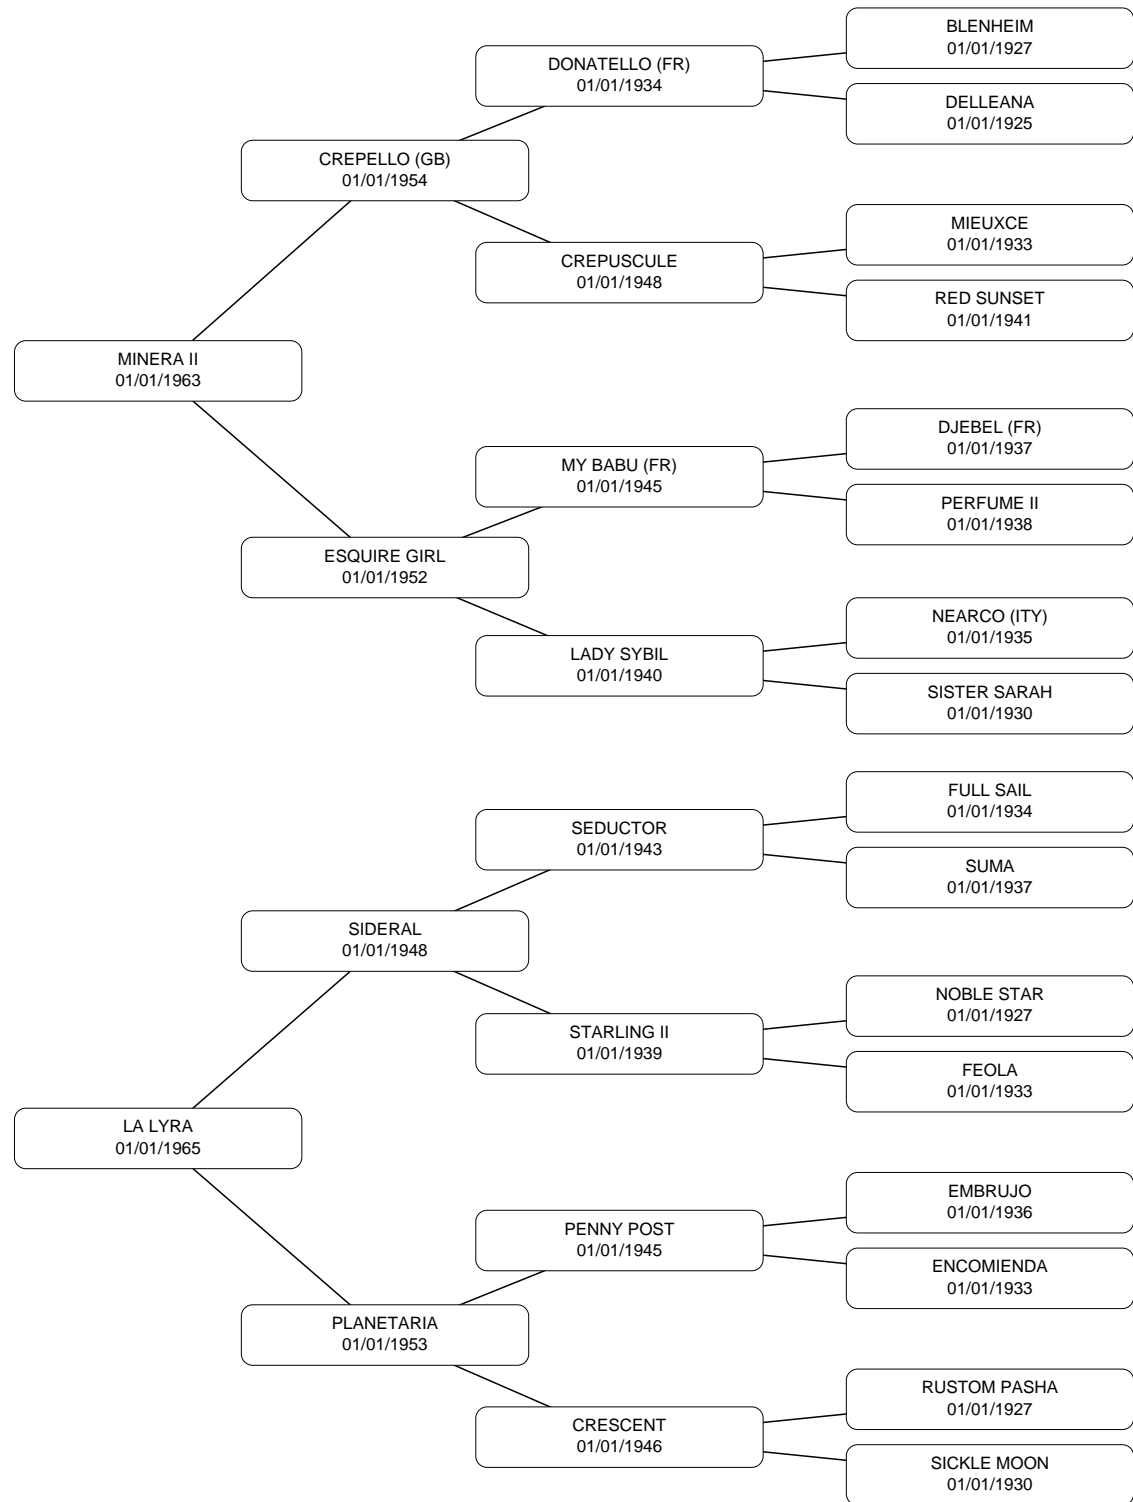 BLENHEIM
01/01/1927
DONATELLO (FR)
01/01/1934
DELLEANA
01/01/1925
CREPELLO (GB)
01/01/1954
MIEUXCE
01/01/1933
CREPUSCULE
01/01/1948
RED SUNSET
01/01/1941
MINERA II
01/01/1963
DJEBEL (FR)
01/01/1937
MY BABU (FR)
01/01/1945
PERFUME II
01/01/1938
ESQUIRE GIRL
01/01/1952
NEARCO (ITY)
01/01/1935
LADY SYBIL
01/01/1940
SISTER SARAH
01/01/1930
FULL SAIL
01/01/1934
SEDUCTOR
01/01/1943
SUMA
01/01/1937
SIDERAL
01/01/1948
NOBLE STAR
01/01/1927
STARLING II
01/01/1939
FEOLA
01/01/1933
LA LYRA
01/01/1965
EMBRUJO
01/01/1936
PENNY POST
01/01/1945
ENCOMIENDA
01/01/1933
PLANETARIA
01/01/1953
RUSTOM PASHA
01/01/1927
CRESCENT
01/01/1946
SICKLE MOON
01/01/1930